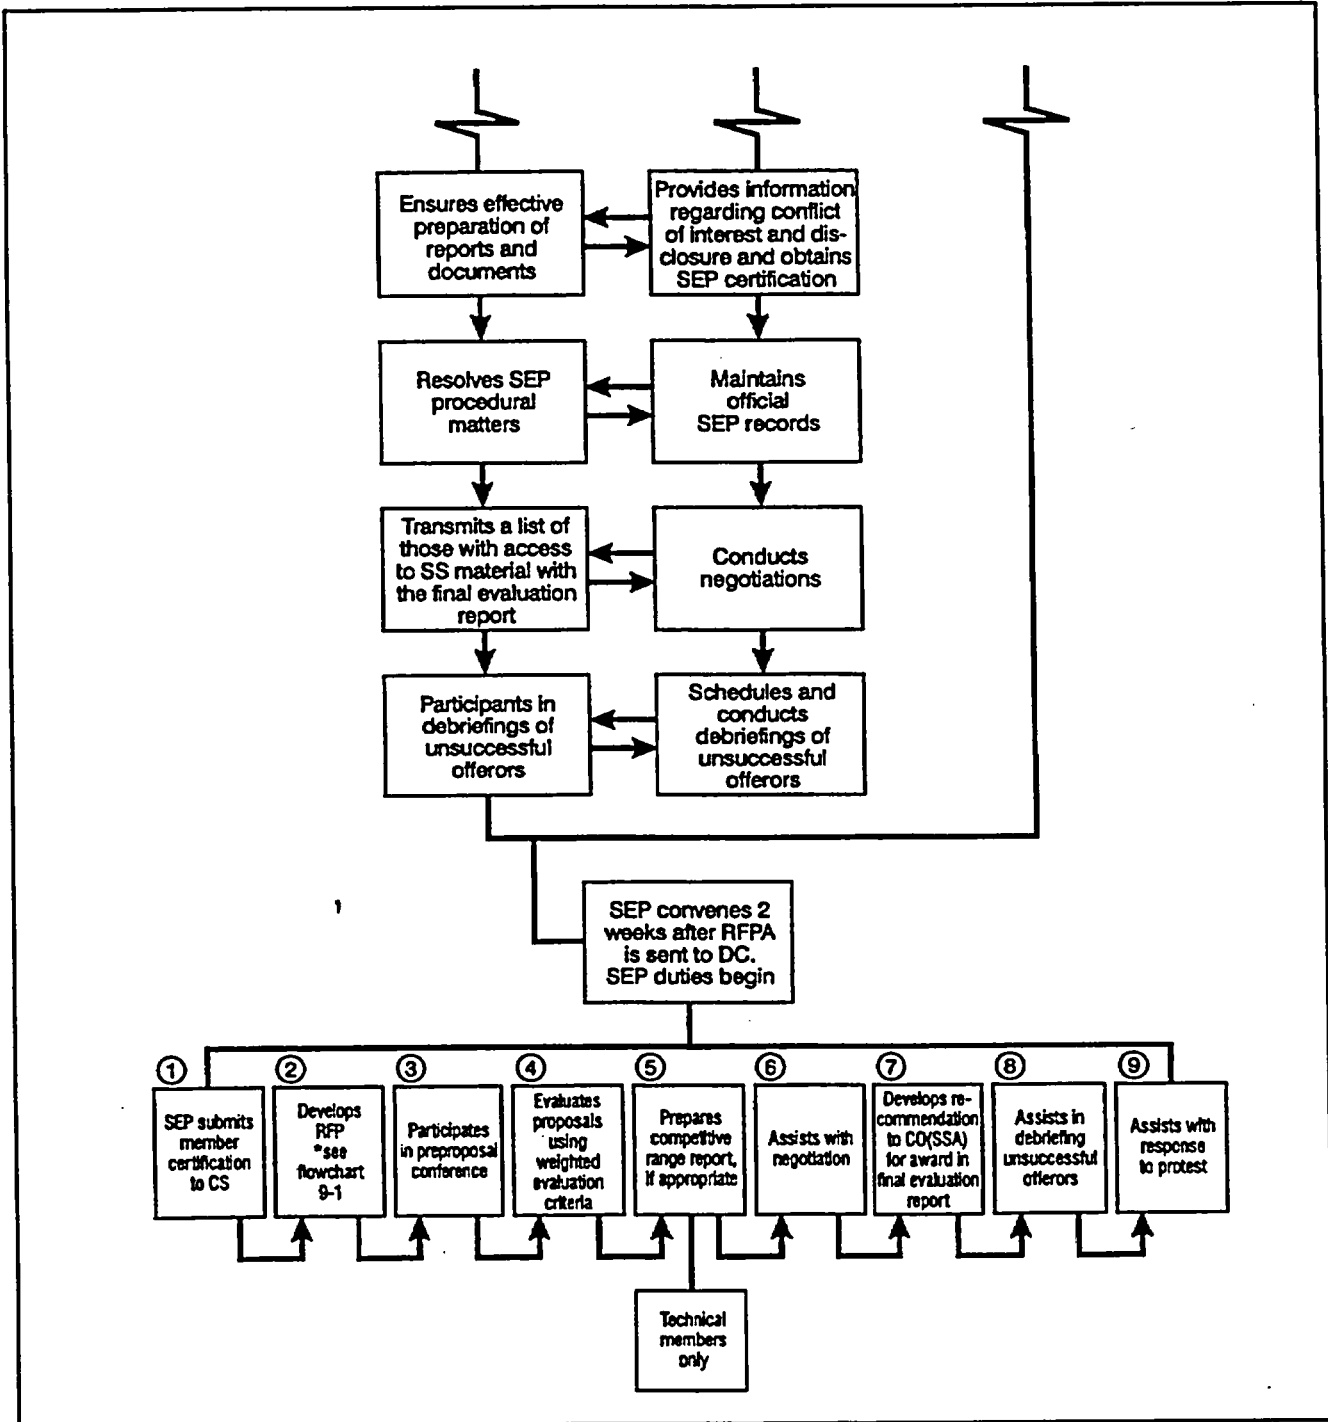 Ensures effective
preparation of
reports and
documents
Provides information
regarding conflict
of interest and dis-
closure and obtains
SEP certification
Resolves SEP
procedural
matters
Maintains
official
SEP records
Transmits a list of
those with access
to SS material with
the final evaluation
report
Conducts
negotiations
Participants in
debriefings of
unsuccessful
offerors
Schedules and
conducts
debriefings of
unsuccessful
offerors
SEP convenes 2
weeks after RFPA
is sent to DC.
SEP duties begin
1
SEP submits
member
certification
to CS
2
Develops
RFP
*see
flowchart
9-1
3
Participates
in preproposal
conference
4
Evaluates
proposals
using
weighted
evaluation
criteria
5
Prepares
competitive
range report,
if appropriate
6
Assists with
negotiation
7
Develops re-
commendation
to CO(SSA)
for award in
final evaluation
report
8
Assists in
debriefing
unsuccessful
offerors
9
Assists with
response
to protest
Technical
members
only